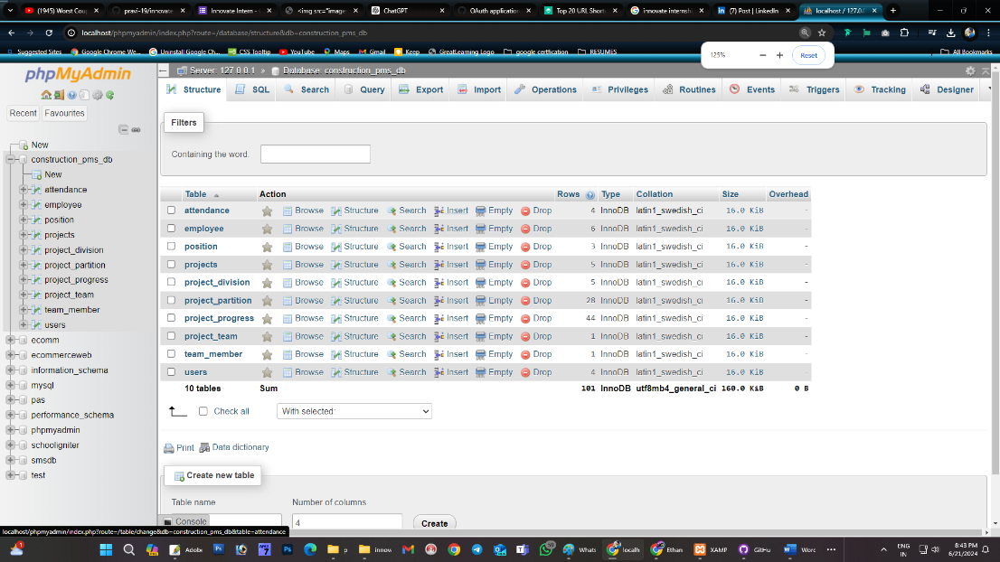 (1945) Worst Coup
pravi-19/innovate
Innovate Intern -
<img src="image
ChatGPT
OAuth application
Top 20 URL Short
innovate internsh
(7) Post | LinkedIn
localhost / 127.0.
localhost/phpmyadmin/index.php?route=/database/structure&db=construction_pms_db
Suggested Sites
Google Chrome We...
Uninstall Google Ch...
CSS Tooltip
YouTube
Maps
Gmail
Keep
GreatLearning Logo
google certfication
RESUMES
All Bookmarks
125%
Reset
phpMyAdmin
Recent
Favourites
New
construction_pms_db
New
attendance
employee
position
projects
project_division
project_partition
project_progress
project_team
team_member
users
ecomm
ecommerceweb
information_schema
mysql
pas
performance_schema
phpmyadmin
schooligniter
smsdb
test
Server: 127.0.0.1 » Database: construction_pms_db
Structure SQL Search Query Export Import Operations Privileges Routines Events Triggers Tracking Designer
Filters
Containing the word:
Table Action Rows Type Collation Size Overhead
attendance Browse Structure Search Insert Empty Drop 4 InnoDB latin1_swedish_ci 16.0 KiB -
employee Browse Structure Search Insert Empty Drop 6 InnoDB latin1_swedish_ci 16.0 KiB -
position Browse Structure Search Insert Empty Drop 3 InnoDB latin1_swedish_ci 16.0 KiB -
projects Browse Structure Search Insert Empty Drop 5 InnoDB latin1_swedish_ci 16.0 KiB -
project_division Browse Structure Search Insert Empty Drop 5 InnoDB latin1_swedish_ci 16.0 KiB -
project_partition Browse Structure Search Insert Empty Drop 28 InnoDB latin1_swedish_ci 16.0 KiB -
project_progress Browse Structure Search Insert Empty Drop 44 InnoDB latin1_swedish_ci 16.0 KiB -
project_team Browse Structure Search Insert Empty Drop 1 InnoDB latin1_swedish_ci 16.0 KiB -
team_member Browse Structure Search Insert Empty Drop 1 InnoDB latin1_swedish_ci 16.0 KiB -
users Browse Structure Search Insert Empty Drop 4 InnoDB latin1_swedish_ci 16.0 KiB -
10 tables Sum 101 InnoDB utf8mb4_general_ci 160.0 KiB 0 B
Check all With selected:
Print Data dictionary
Create new table
Table name Number of columns
4 Create
Console
localhost/phpmyadmin/index.php?route=/table/change&db=construction_pms_db&table=attendance
Adobe
p
innow
Whats
localh
Ethan
XAMP
GitHu
Worc
ENG
IN
8:43 PM
6/21/2024